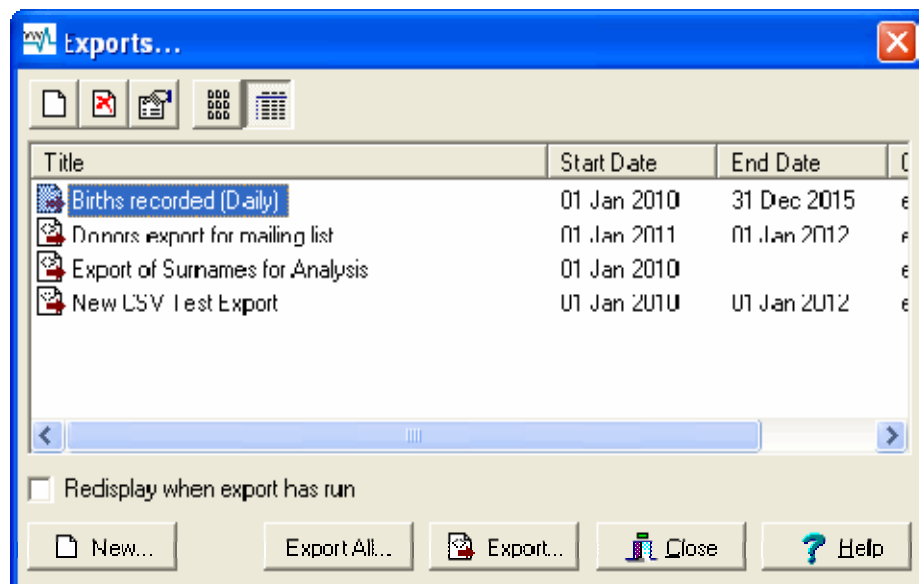 Exports...
Title Start Date End Date
Births recorded (Daily) 01 Jan 2010 31 Dec 2015
Donors export for mailing list 01 Jan 2011 01 Jan 2012
Export of Surnames for Analysis 01 Jan 2010
New CSV Test Export 01 Jan 2010 01 Jan 2012
Redisplay when export has run
New... Export All... Export... Close Help